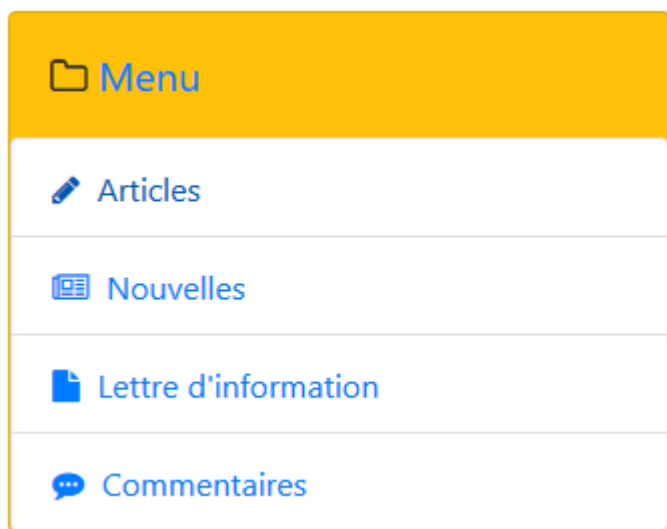 Menu
Articles
Nouvelles
Lettre d'information
Commentaires